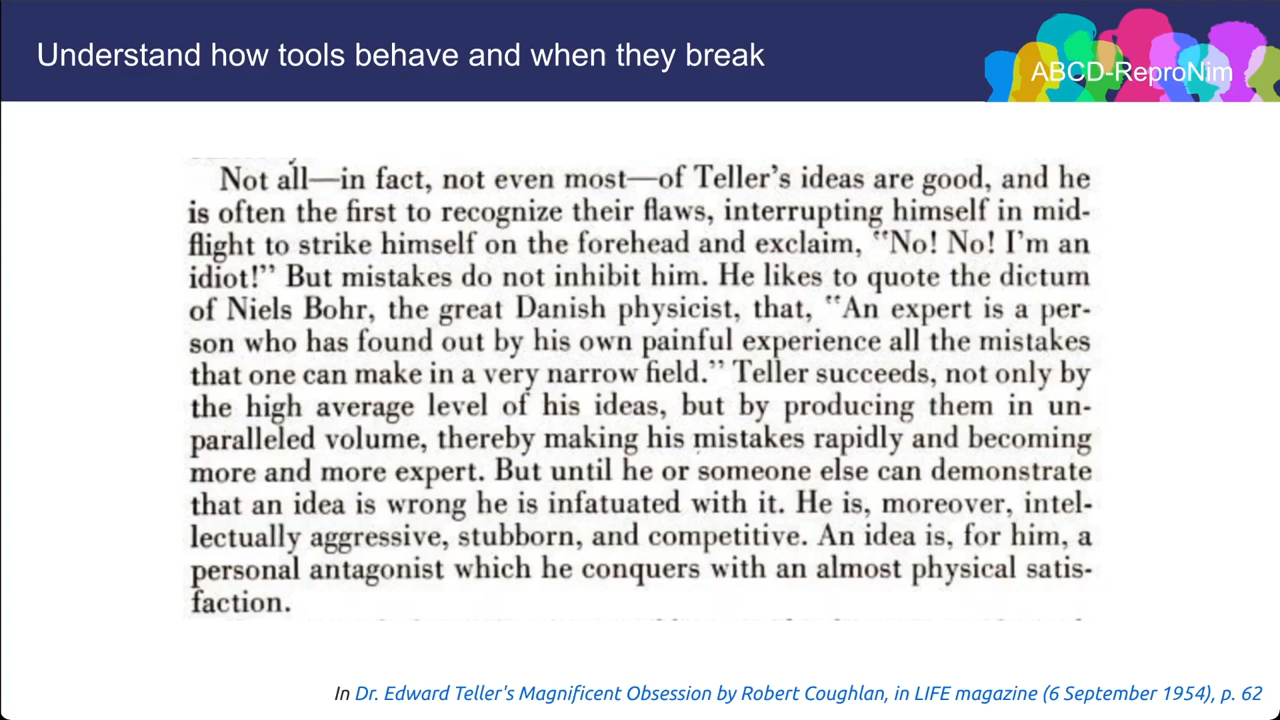 Understand how tools behave and when they break
ABCD-ReproNim
Not all—in fact, not even most—of Teller's ideas are good, and he
is often the first to recognize their flaws, interrupting himself in mid-
flight to strike himself on the forehead and exclaim, "No! No! I'm an
idiot!" But mistakes do not inhibit him. He likes to quote the dictum
of Niels Bohr, the great Danish physicist, that, "An expert is a per-
son who has found out by his own painful experience all the mistakes
that one can make in a very narrow field." Teller succeeds, not only by
the high average level of his ideas, but by producing them in un-
paralleled volume, thereby making his mistakes rapidly and becoming
more and more expert. But until he or someone else can demonstrate
that an idea is wrong he is infatuated with it. He is, moreover, intel-
lectually aggressive, stubborn, and competitive. An idea is, for him, a
personal antagonist which he conquers with an almost physical satis-
faction.
In Dr. Edward Teller's Magnificent Obsession by Robert Coughlan, in LIFE magazine (6 September 1954), p. 62